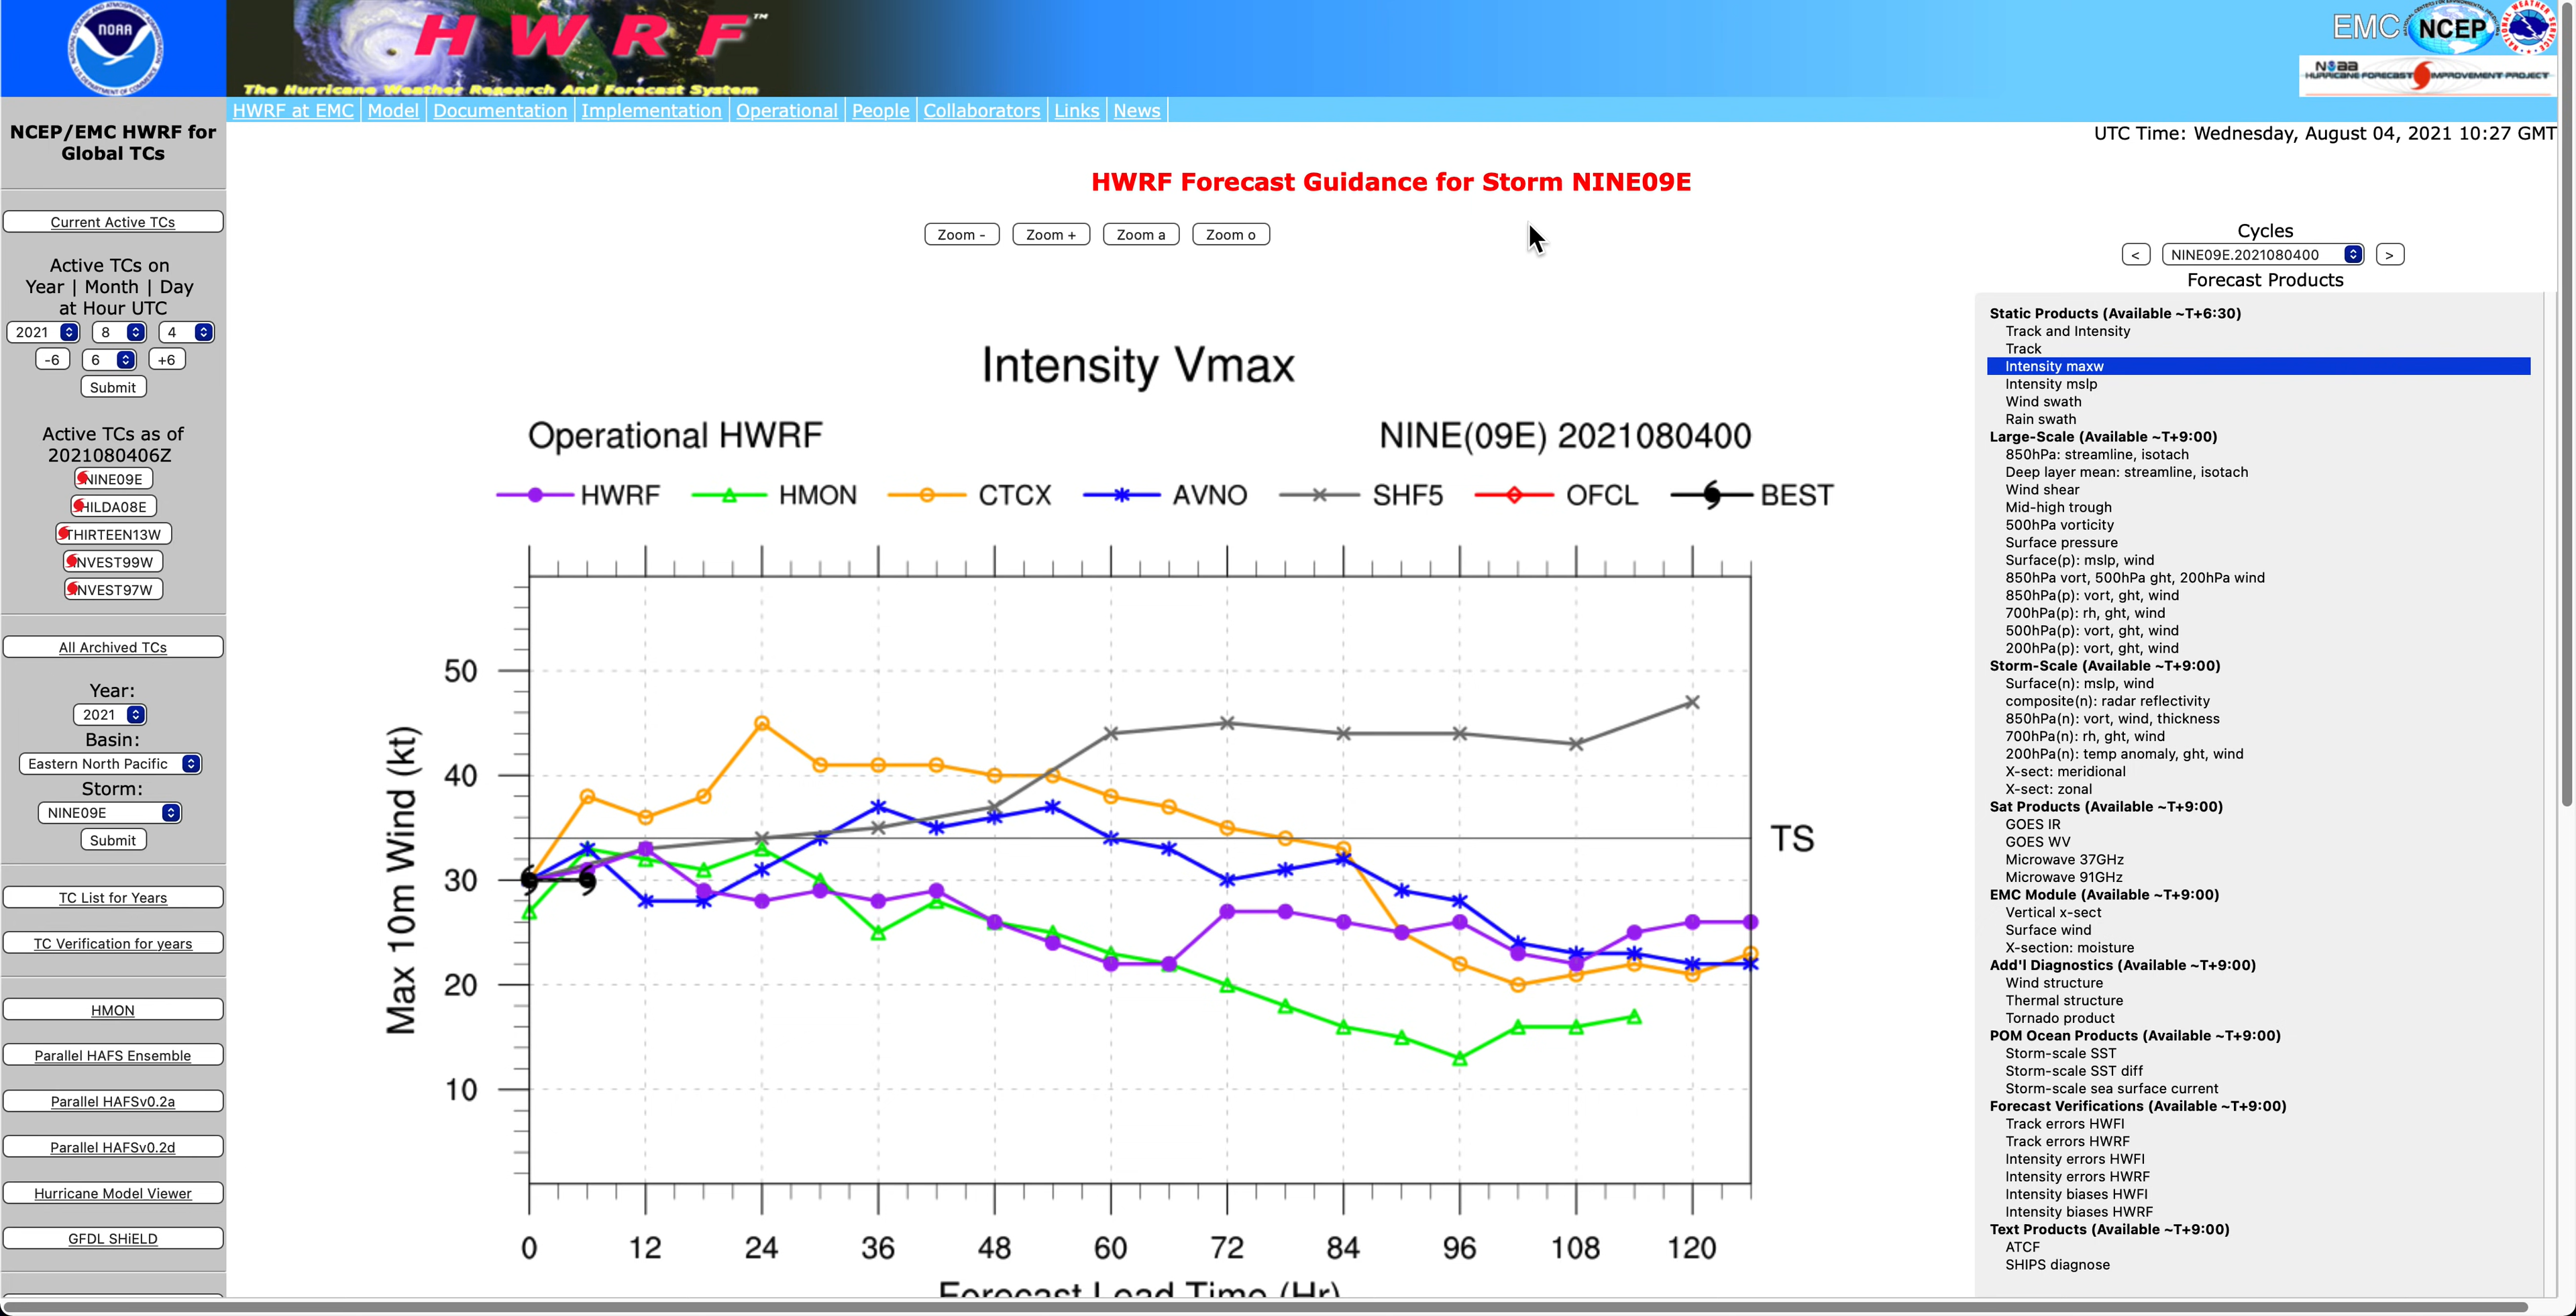 NOAA
HWRF™
The Hurricane Weather Research And Forecast System
EMC NCEP
NOAA
HURRICANE FORECAST IMPROVEMENT PROJECT
HWRF at EMC Model Documentation Implementation Operational People Collaborators Links News
UTC Time: Wednesday, August 04, 2021 10:27 GMT
NCEP/EMC HWRF for
Global TCs
Current Active TCs
Active TCs on
Year | Month | Day
at Hour UTC
2021 8 4
-6 6 +6
Submit
Active TCs as of
2021080406Z
NINE09E
HILDA08E
THIRTEEN13W
INVEST99W
INVEST97W
All Archived TCs
Year:
2021
Basin:
Eastern North Pacific
Storm:
NINE09E
Submit
TC List for Years
TC Verification for years
HMON
Parallel HAFS Ensemble
Parallel HAFSv0.2a
Parallel HAFSv0.2d
Hurricane Model Viewer
GFDL SHiELD
HWRF Forecast Guidance for Storm NINE09E
Zoom - Zoom + Zoom a Zoom o
Intensity Vmax
Operational HWRF NINE(09E) 2021080400
HWRF HMON CTCX AVNO SHF5 OFCL BEST
Max 10m Wind (kt)
50
40
30
20
10
TS
0 12 24 36 48 60 72 84 96 108 120
Forecast Lead Time (Hr)
Cycles
< NINE09E.2021080400 >
Forecast Products
Static Products (Available ~T+6:30)
Track and Intensity
Track
Intensity maxw
Intensity mslp
Wind swath
Rain swath
Large-Scale (Available ~T+9:00)
850hPa: streamline, isotach
Deep layer mean: streamline, isotach
Wind shear
Mid-high trough
500hPa vorticity
Surface pressure
Surface(p): mslp, wind
850hPa vort, 500hPa ght, 200hPa wind
850hPa(p): vort, ght, wind
700hPa(p): rh, ght, wind
500hPa(p): vort, ght, wind
200hPa(p): vort, ght, wind
Storm-Scale (Available ~T+9:00)
Surface(n): mslp, wind
composite(n): radar reflectivity
850hPa(n): vort, wind, thickness
700hPa(n): rh, ght, wind
200hPa(n): temp anomaly, ght, wind
X-sect: meridional
X-sect: zonal
Sat Products (Available ~T+9:00)
GOES IR
GOES WV
Microwave 37GHz
Microwave 91GHz
EMC Module (Available ~T+9:00)
Vertical x-sect
Surface wind
X-section: moisture
Add'l Diagnostics (Available ~T+9:00)
Wind structure
Thermal structure
Tornado product
POM Ocean Products (Available ~T+9:00)
Storm-scale SST
Storm-scale SST diff
Storm-scale sea surface current
Forecast Verifications (Available ~T+9:00)
Track errors HWFI
Track errors HWRF
Intensity errors HWFI
Intensity errors HWRF
Intensity biases HWFI
Intensity biases HWRF
Text Products (Available ~T+9:00)
ATCF
SHIPS diagnose